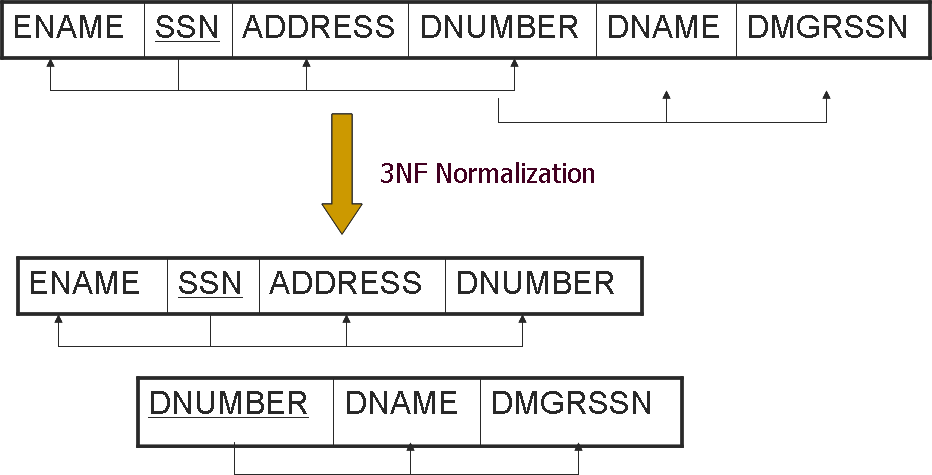 ENAME SSN ADDRESS DNUMBER DNAME DMGRSSN
3NF Normalization
ENAME SSN ADDRESS DNUMBER
DNUMBER DNAME DMGRSSN